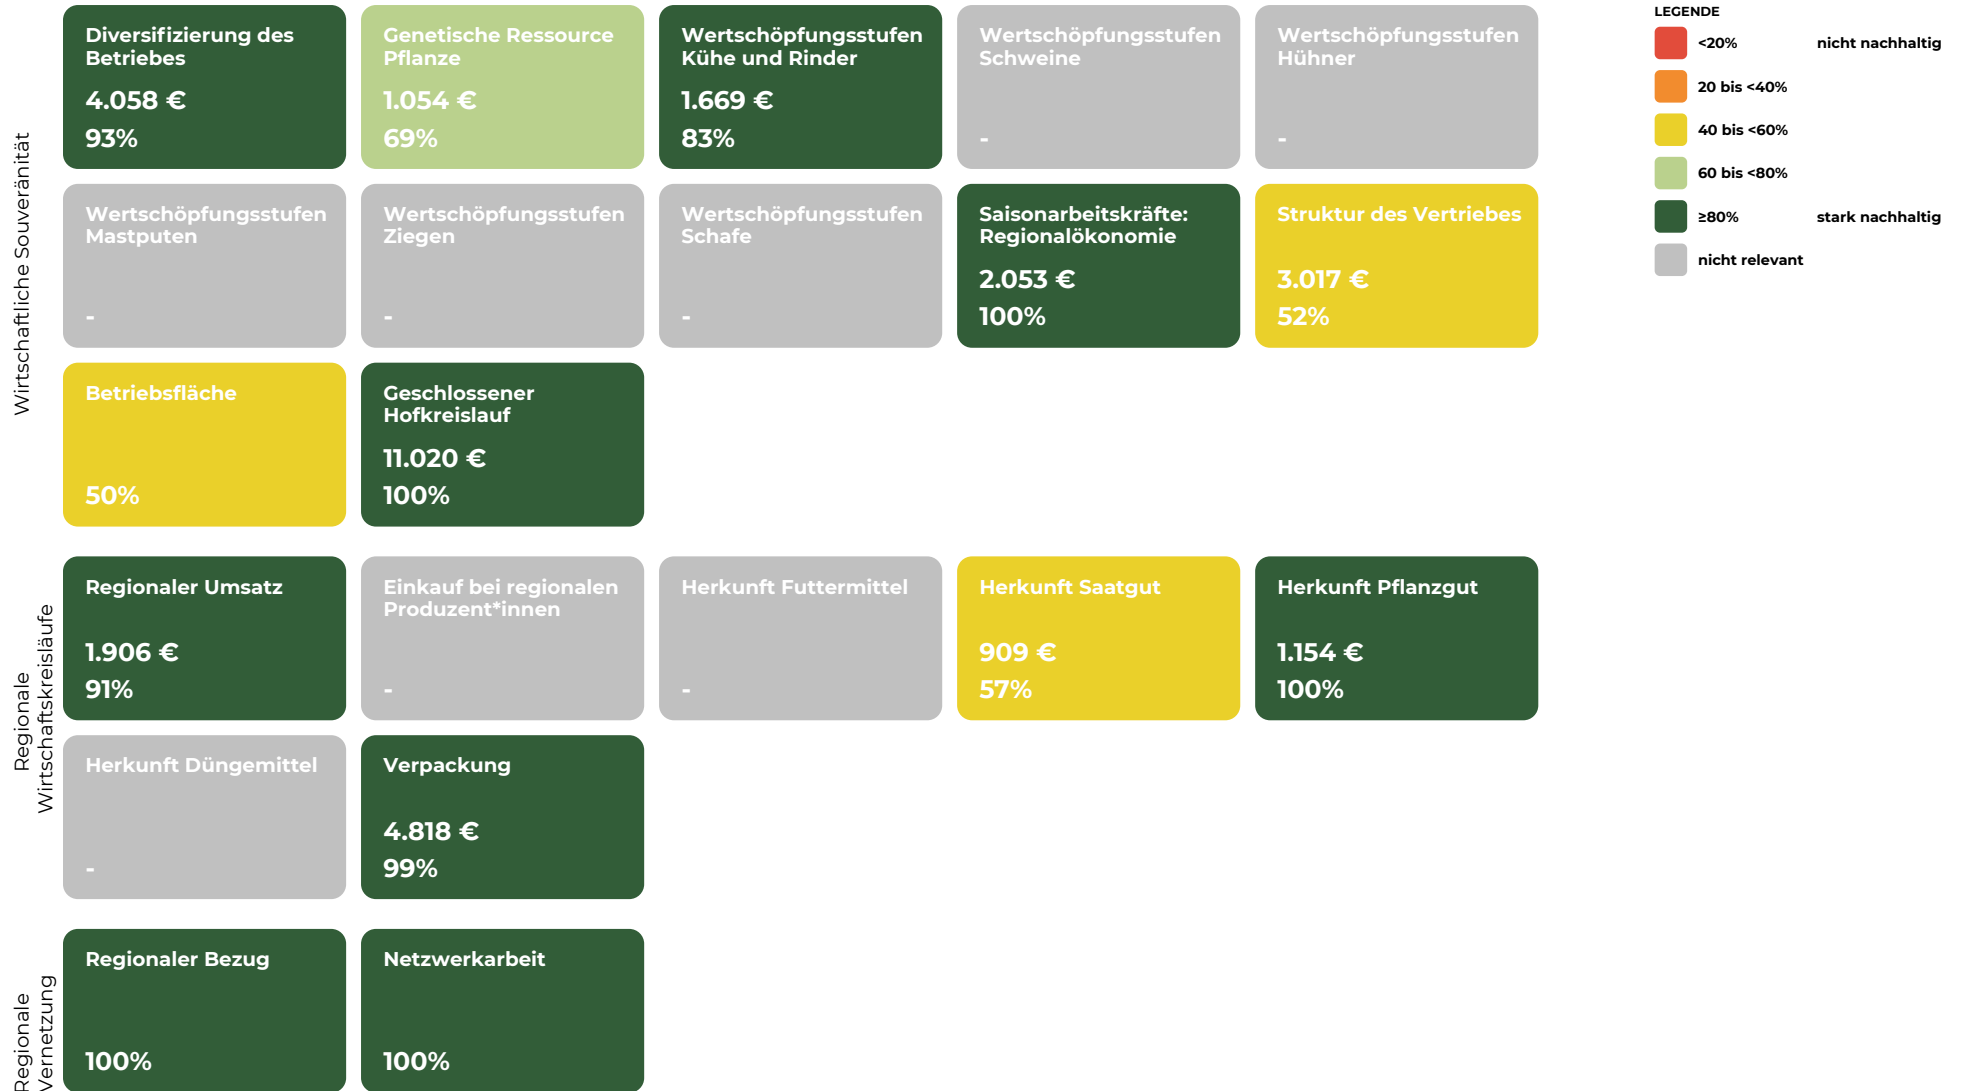 Wirtschaftliche Souveränität
Diversifizierung des
Betriebes
4.058 €
93%
Genetische Ressource
Pflanze
1.054 €
69%
Wertschöpfungsstufen
Kühe und Rinder
1.669 €
83%
Wertschöpfungsstufen
Schweine
-
Wertschöpfungsstufen
Hühner
-
Wertschöpfungsstufen
Mastputen
-
Wertschöpfungsstufen
Ziegen
-
Wertschöpfungsstufen
Schafe
-
Saisonarbeitskräfte:
Regionalökonomie
2.053 €
100%
Struktur des Vertriebes
3.017 €
52%
Betriebsfläche
50%
Geschlossener
Hofkreislauf
11.020 €
100%
Regionale
Wirtschaftskreisläufe
Regionaler Umsatz
1.906 €
91%
Einkauf bei regionalen
Produzent*innen
-
Herkunft Futtermittel
-
Herkunft Saatgut
909 €
57%
Herkunft Pflanzgut
1.154 €
100%
Herkunft Düngemittel
-
Verpackung
4.818 €
99%
Regionale
Vernetzung
Regionaler Bezug
100%
Netzwerkarbeit
100%
LEGENDE
<20% nicht nachhaltig
20 bis <40%
40 bis <60%
60 bis <80%
≥80% stark nachhaltig
nicht relevant